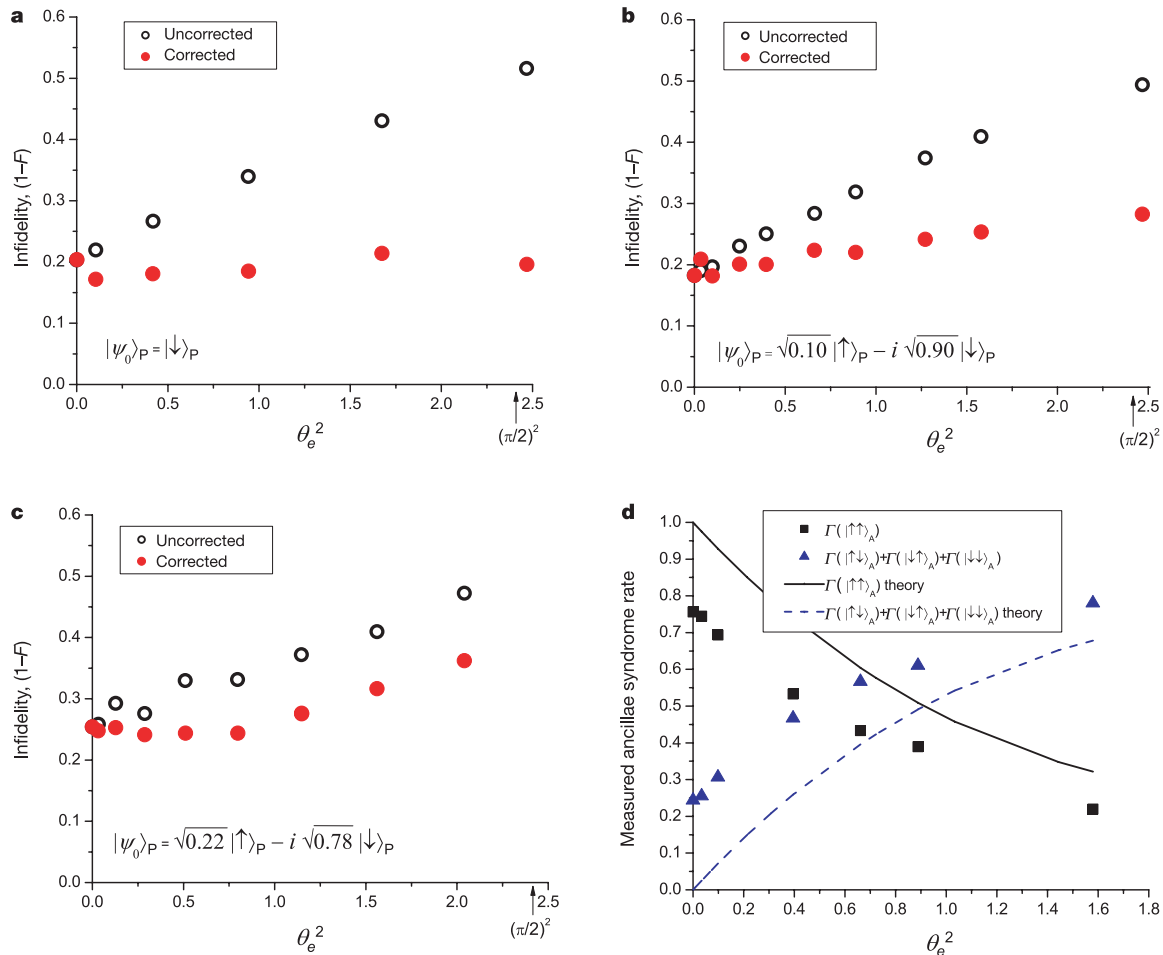 a
0.6
0.5
0.4
0.3
0.2
0.1
0.0
Infidelity, (1–F)
Uncorrected
Corrected
|ψ₀⟩P = |↓⟩P
0.0 0.5 1.0 1.5 2.0 2.5
θe²
(π/2)²
b
0.6
0.5
0.4
0.3
0.2
0.1
0.0
Infidelity, (1–F)
Uncorrected
Corrected
|ψ₀⟩P = √0.10 |↑⟩P – i √0.90 |↓⟩P
0.0 0.5 1.0 1.5 2.0 2.5
θe²
(π/2)²
c
0.6
0.5
0.4
0.3
0.2
0.1
0.0
Infidelity, (1–F)
Uncorrected
Corrected
|ψ₀⟩P = √0.22 |↑⟩P – i √0.78 |↓⟩P
0.0 0.5 1.0 1.5 2.0 2.5
θe²
(π/2)²
d
1.0
0.9
0.8
0.7
0.6
0.5
0.4
0.3
0.2
0.1
0.0
Measured ancillae syndrome rate
Γ(|↑↑⟩A)
Γ(|↑↓⟩A)+Γ(|↓↑⟩A)+Γ(|↓↓⟩A)
Γ(|↑↑⟩A) theory
Γ(|↑↓⟩A)+Γ(|↓↑⟩A)+Γ(|↓↓⟩A) theory
0.0 0.2 0.4 0.6 0.8 1.0 1.2 1.4 1.6 1.8
θe²